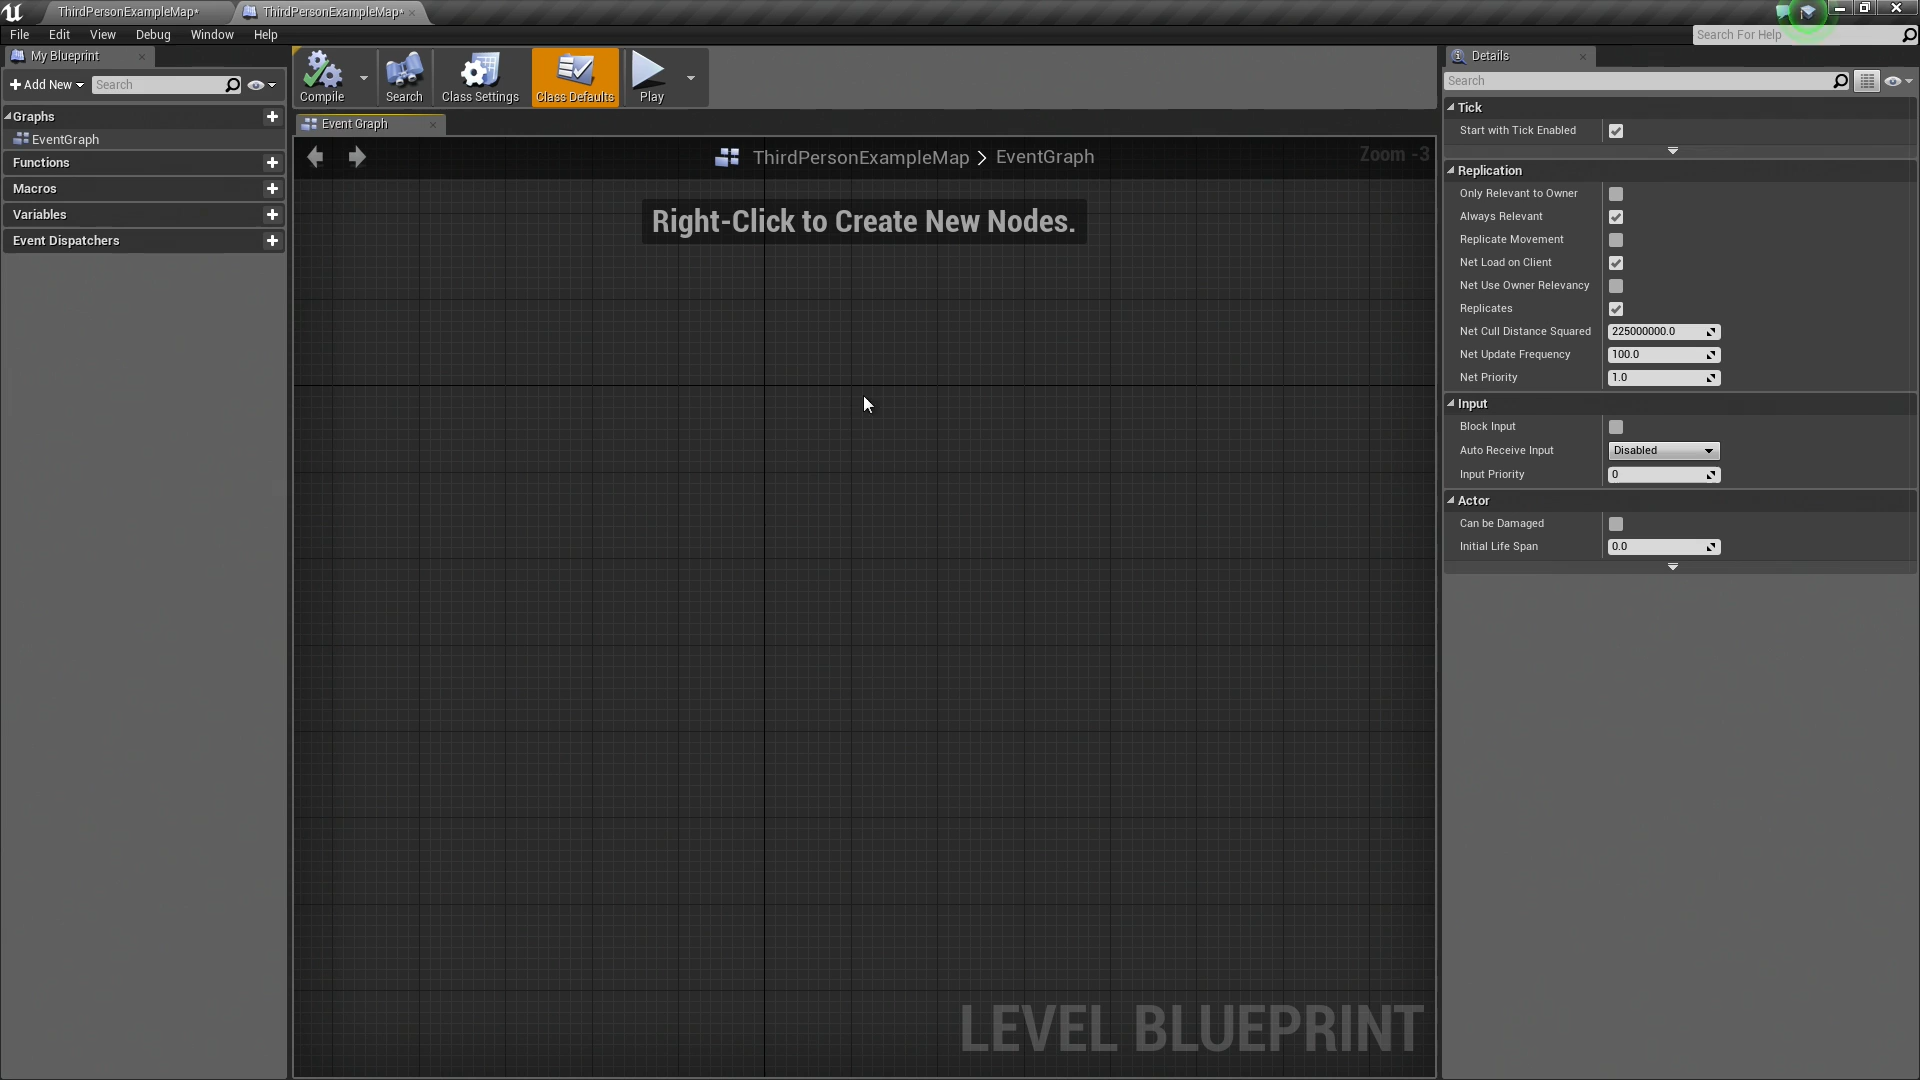 ThirdPersonExampleMap*
ThirdPersonExampleMap*
File Edit View Debug Window Help
Search For Help
My Blueprint
Add New
Search
Graphs
EventGraph
Functions
Macros
Variables
Event Dispatchers
Compile
Search
Class Settings
Class Defaults
Play
Event Graph
ThirdPersonExampleMap > EventGraph
Zoom -3
Right-Click to Create New Nodes.
LEVEL BLUEPRINT
Details
Search
Tick
Start with Tick Enabled
Replication
Only Relevant to Owner
Always Relevant
Replicate Movement
Net Load on Client
Net Use Owner Relevancy
Replicates
Net Cull Distance Squared 225000000.0
Net Update Frequency 100.0
Net Priority 1.0
Input
Block Input
Auto Receive Input Disabled
Input Priority 0
Actor
Can be Damaged
Initial Life Span 0.0